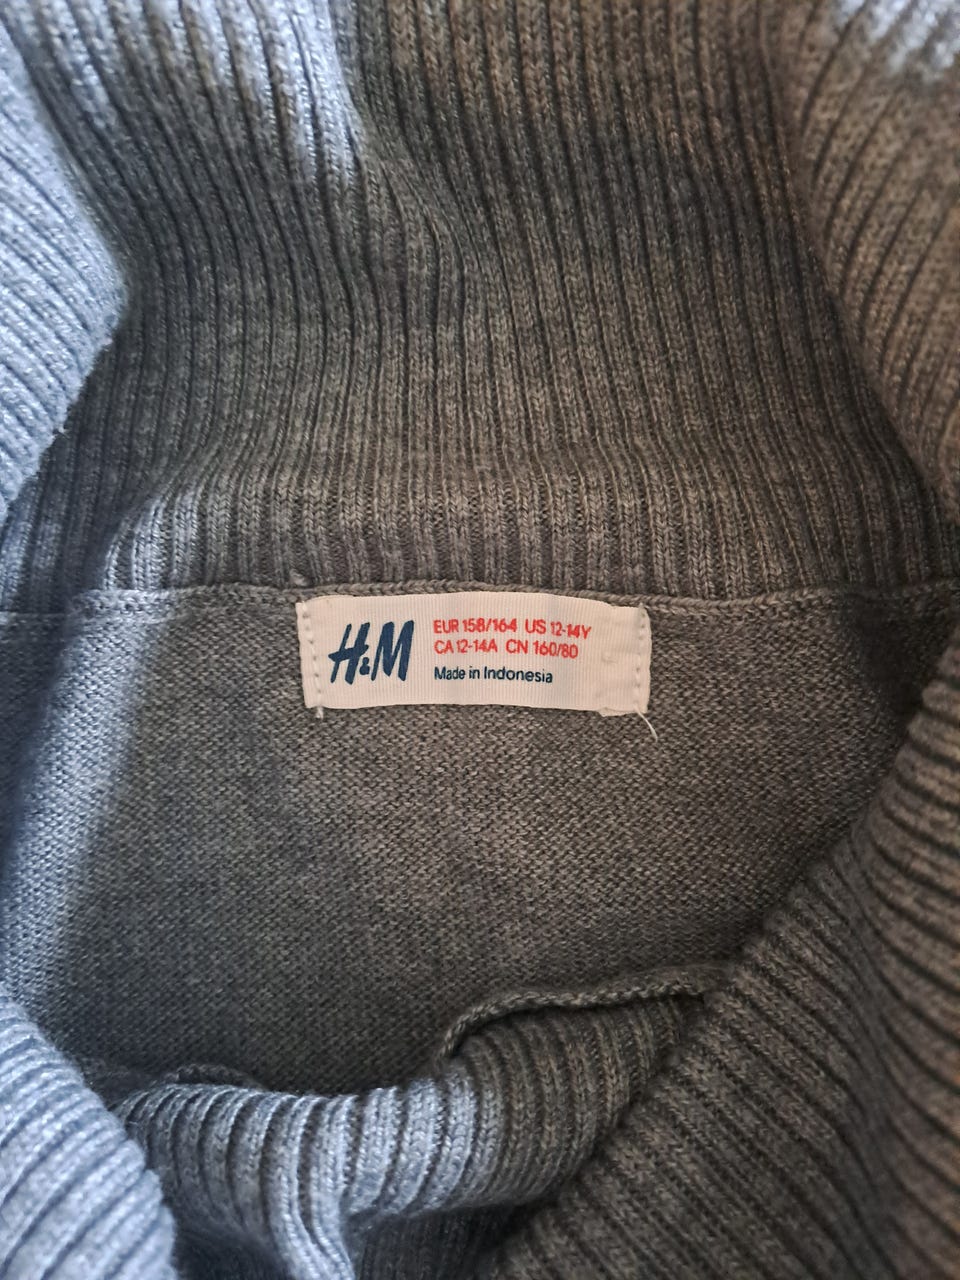 H&M
EUR 158/164 US 12-14Y
CA 12-14A CN 160/80
Made in Indonesia